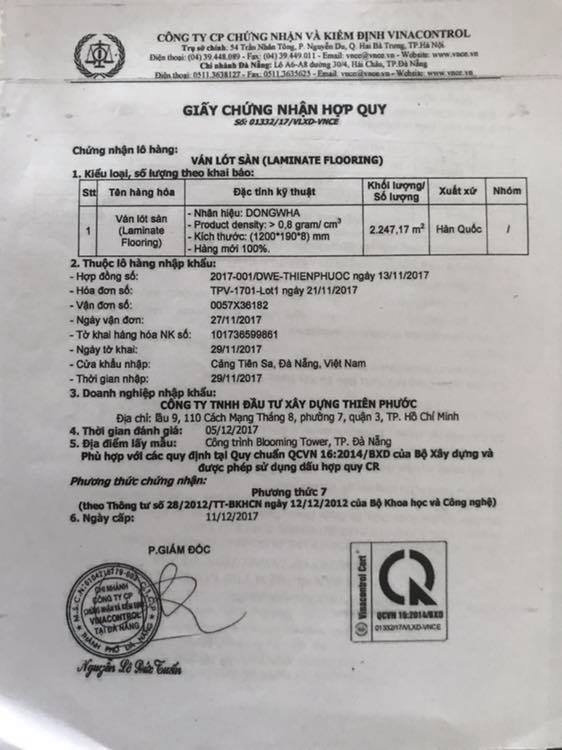 CÔNG TY CP CHỨNG NHẬN VÀ KIỂM ĐỊNH VINACONTROL
Trụ sở chính: 54 Trần Nhân Tông, P. Nguyễn Du, Q. Hai Bà Trưng, TP.Hà Nội
Điện thoại: (04) 39.448.089 - Fax: (04) 39.449.011 - Email: vnce@vnce.vn - Website: www.vnce.vn
Chi nhánh Đà Nẵng: Lô A6-A8 đường 30/4, Hải Châu, TP.Đà Nẵng
Điện thoại: 0511.3638127 - Fax: 0511.3635625 - Email: vnce@vnce.vn - Website: www.vnce.vn
GIẤY CHỨNG NHẬN HỢP QUY
Số: 01332/17/VLXD-VNCE
Chứng nhận lô hàng:
VÁN LÓT SÀN (LAMINATE FLOORING)
1. Kiểu loại, số lượng theo khai báo:
Stt Tên hàng hóa Đặc tính kỹ thuật Khối lượng/ Số lượng Xuất xứ Nhóm
1 Ván lót sàn (Laminate Flooring)
- Nhãn hiệu: DONGWHA
- Product density: > 0,8 gram/ cm³
- Kích thước: (1200*190*8) mm
- Hàng mới 100%.
2.247,17 m² Hàn Quốc /
2. Thuộc lô hàng nhập khẩu:
- Hợp đồng số: 2017-001/DWE-THIENPHUOC ngày 13/11/2017
- Hóa đơn số: TPV-1701-Lot1 ngày 21/11/2017
- Vận đơn số: 0057X36182
- Ngày vận đơn: 27/11/2017
- Tờ khai hàng hóa NK số: 101736599861
- Ngày tờ khai: 29/11/2017
- Cửa khẩu nhập: Cảng Tiên Sa, Đà Nẵng, Việt Nam
- Thời gian nhập: 29/11/2017
3. Doanh nghiệp nhập khẩu:
CÔNG TY TNHH ĐẦU TƯ XÂY DỰNG THIÊN PHƯỚC
Địa chỉ: lầu 9, 110 Cách Mạng Tháng 8, phường 7, quận 3, TP. Hồ Chí Minh
4. Thời gian đánh giá: 05/12/2017
5. Địa điểm lấy mẫu: Công trình Blooming Tower, TP. Đà Nẵng
Phù hợp với các quy định tại Quy chuẩn QCVN 16:2014/BXD của Bộ Xây dựng và
được phép sử dụng dấu hợp quy CR
Phương thức chứng nhận:
Phương thức 7
(theo Thông tư số 28/2012/TT-BKHCN ngày 12/12/2012 của Bộ Khoa học và Công nghệ)
6. Ngày cấp: 11/12/2017
P.GIÁM ĐỐC
CHI NHÁNH
CÔNG TY CP
CHỨNG NHẬN VÀ KIỂM ĐỊNH
VINACONTROL
TẠI ĐÀ NẴNG
THÀNH PHỐ ĐÀ NẴNG
Nguyễn Lê Đức Tuấn
Vinacontrol Cert
CR
QCVN 16:2014/BXD
01332/17/VLXD-VNCE